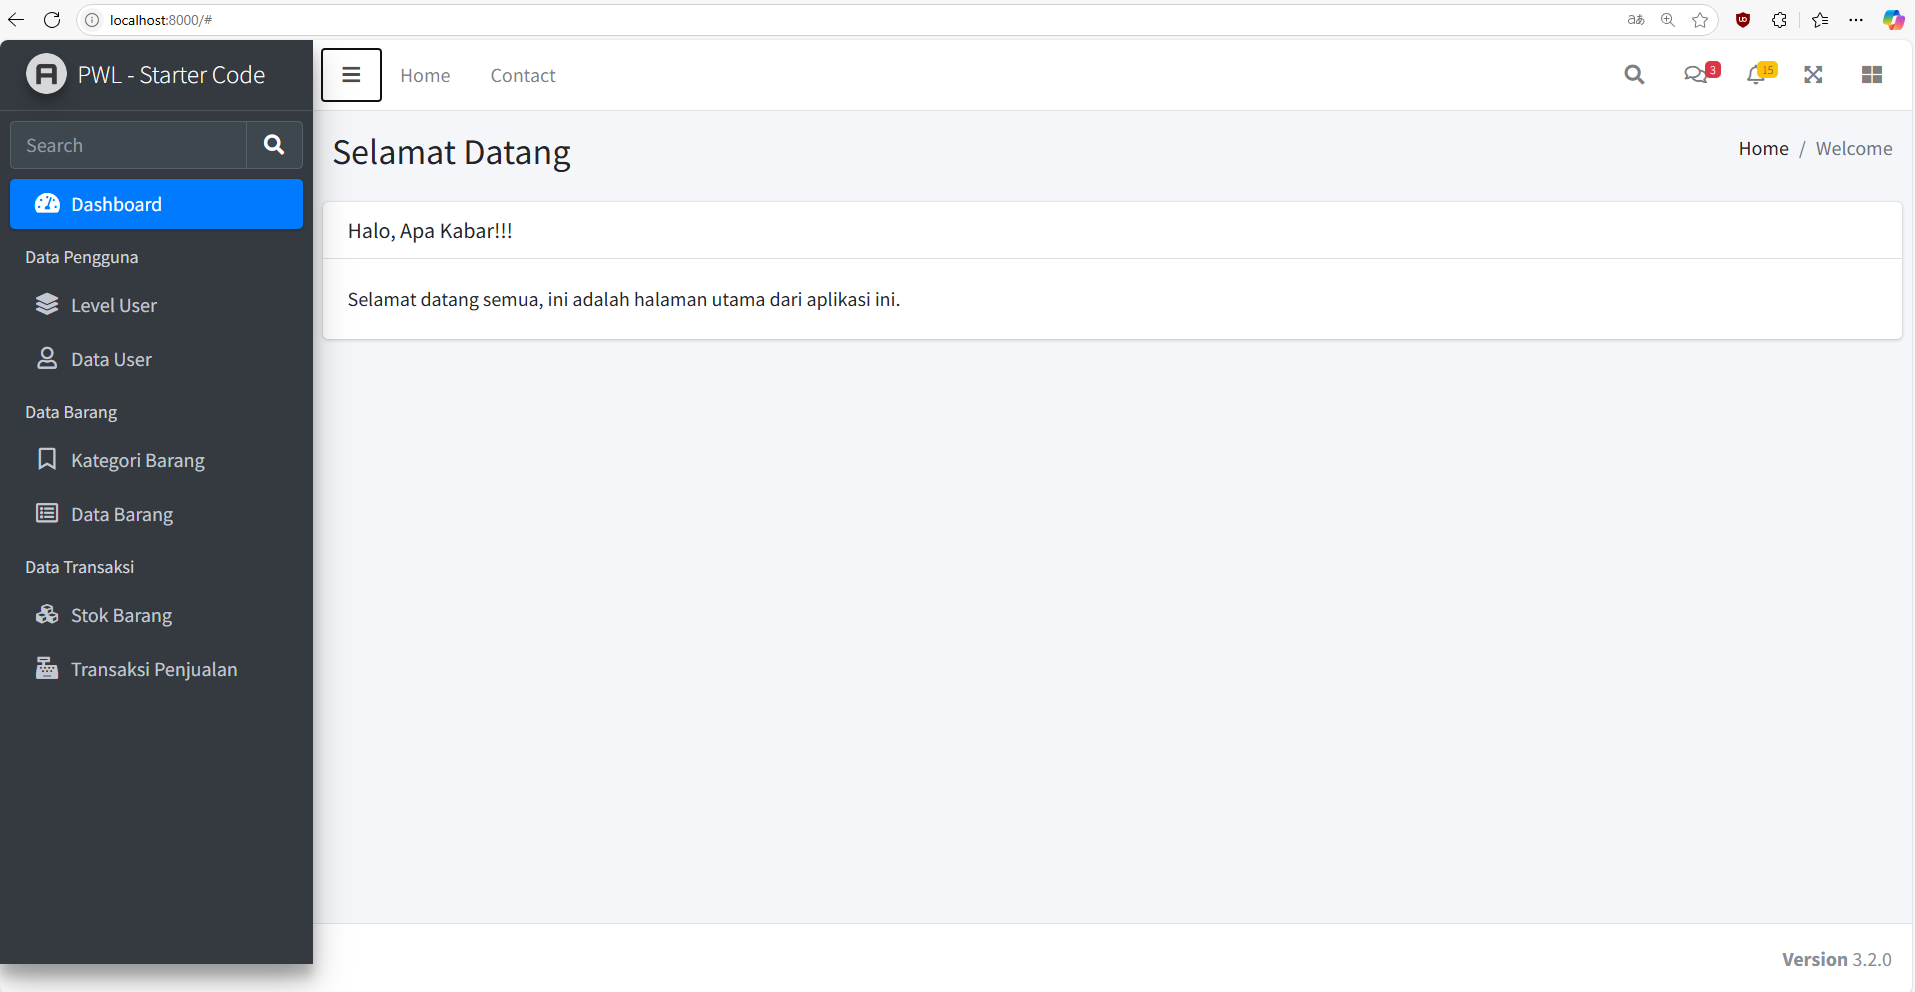 localhost:8000/#
PWL - Starter Code
Home
Contact
3
15
Search
Dashboard
Data Pengguna
Level User
Data User
Data Barang
Kategori Barang
Data Barang
Data Transaksi
Stok Barang
Transaksi Penjualan
Selamat Datang
Home / Welcome
Halo, Apa Kabar!!!
Selamat datang semua, ini adalah halaman utama dari aplikasi ini.
Version 3.2.0